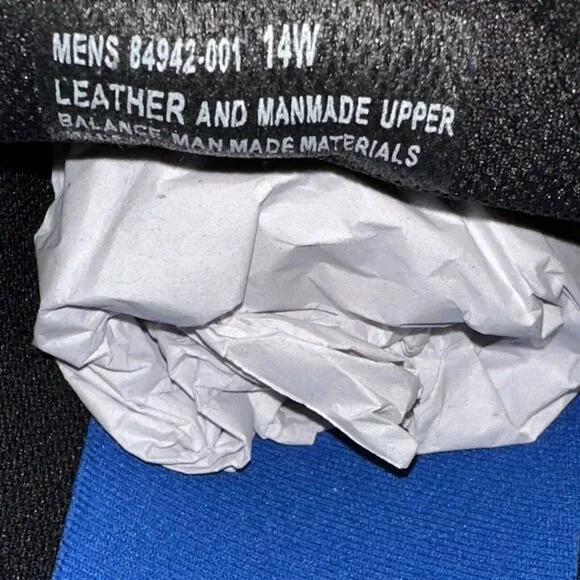 MENS 84942-001 14W
LEATHER AND MANMADE UPPER
BALANCE MAN MADE MATERIALS